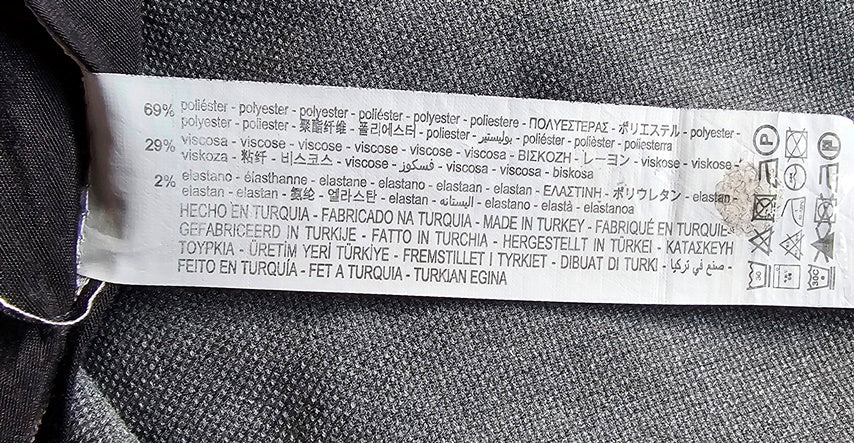 69% poliéster - polyester - polyester - poliéster - polyester - poliestere - ΠΟΛΥΕΣΤΕΡΑΣ - ポリエステル - polyester -
polyester - poliester - 聚酯纤维 - 폴리에스터 - poliester - بوليستير - poliéster - polièster - poliesterra
29% viscosa - viscose - viscose - viscose - viscose - viscosa - ΒΙΣΚΟΖΗ - レーヨン - viskose - viskose -
viskoza - 粘纤 - 비스코스 - viscose - فسكوز - viscosa - viscosa - biskosa
2% elastano - élasthanne - elastane - elastano - elastaan - elastan - ΕΛΑΣΤΙΝΗ - ポリウレタン - elastan -
elastan - elastan - 氨纶 - 엘라스탄 - elastan - اليستانه - elastano - elastà - elastanoa
HECHO EN TURQUIA - FABRICADO NA TURQUIA - MADE IN TURKEY - FABRIQUÉ EN TURQUIE
GEFABRICEERD IN TURKIJE - FATTO IN TURCHIA - HERGESTELLT IN TÜRKEI - ΚΑΤΑΣΚΕΥΗ
ΤΟΥΡΚΙΑ - ÜRETİM YERİ TÜRKİYE - FREMSTILLET I TYRKIET - DIBUAT DI TURKI - صنع في تركيا -
FEITO EN TURQUÍA - FET A TURQUIA - TURKIAN EGINA
P P
30C